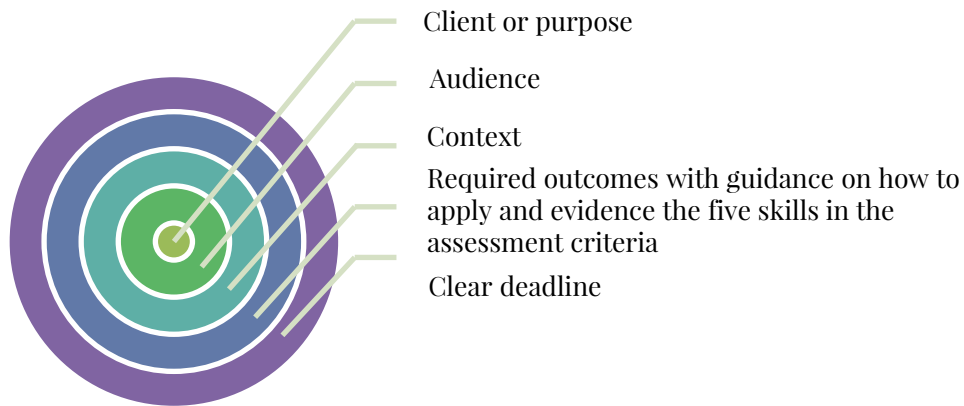 Client or purpose
Audience
Context
Required outcomes with guidance on how to
apply and evidence the five skills in the
assessment criteria
Clear deadline